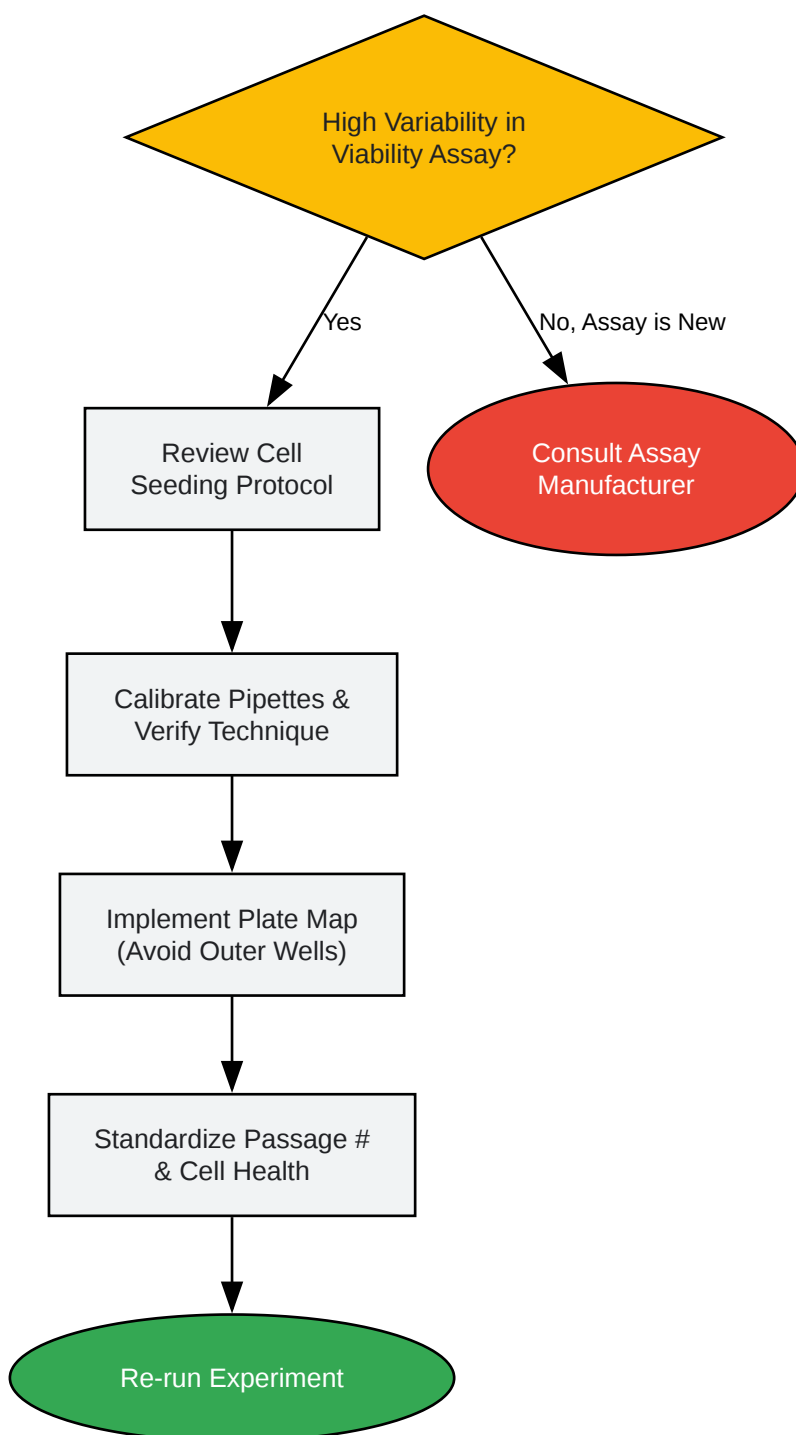 High Variability in
Viability Assay?
Yes
No, Assay is New
Review Cell
Seeding Protocol
Consult Assay
Manufacturer
Calibrate Pipettes &
Verify Technique
Implement Plate Map
(Avoid Outer Wells)
Standardize Passage #
& Cell Health
Re-run Experiment